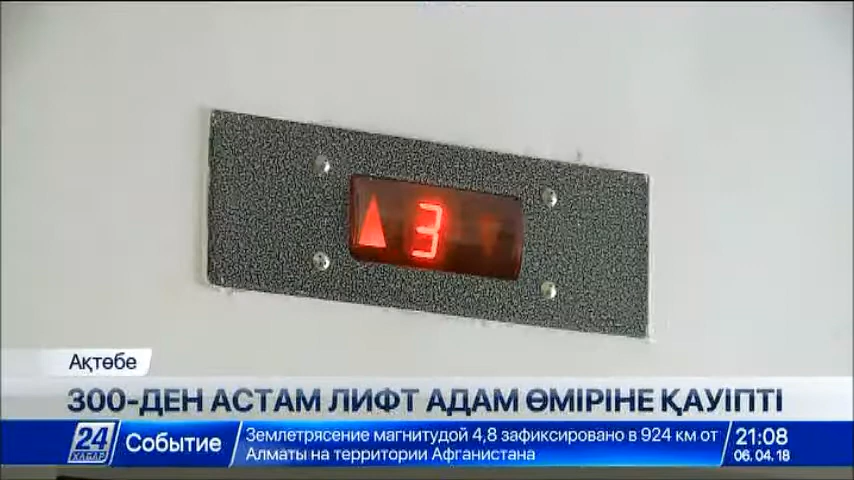 3
Ақтөбе
300-ДЕН АСТАМ ЛИФТ АДАМ ӨМІРІНЕ ҚАУІПТІ
24
ХАБАР
Событие
Землетрясение магнитудой 4,8 зафиксировано в 924 км от
Алматы на территории Афганистана
21:08
06.04.18